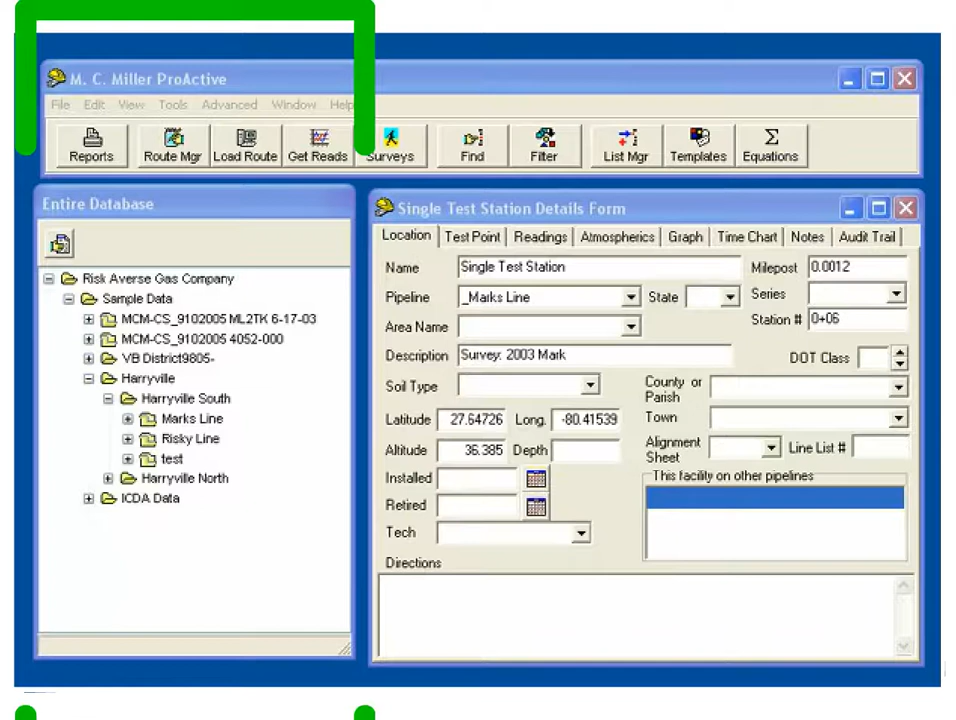 M. C. Miller ProActive
File Edit View Tools Advanced Window Help
Reports Route Mgr Load Route Get Reads Surveys Find Filter List Mgr Templates Equations
Entire Database
Risk Averse Gas Company
Sample Data
MCM-CS_9102005 ML2TK 6-17-03
MCM-CS_9102005 4052-000
VB District9805-
Harryville
Harryville South
Marks Line
Risky Line
test
Harryville North
ICDA Data
Single Test Station Details Form
Location Test Point Readings Atmospherics Graph Time Chart Notes Audit Trail
Name Single Test Station Milepost 0.0012
Pipeline _Marks Line State Series
Area Name Station # 0+06
Description Survey: 2003 Mark DOT Class
Soil Type County or Parish
Latitude 27.64726 Long. -80.41539 Town
Altitude 36.385 Depth Alignment Sheet Line List #
Installed This facility on other pipelines
Retired
Tech
Directions